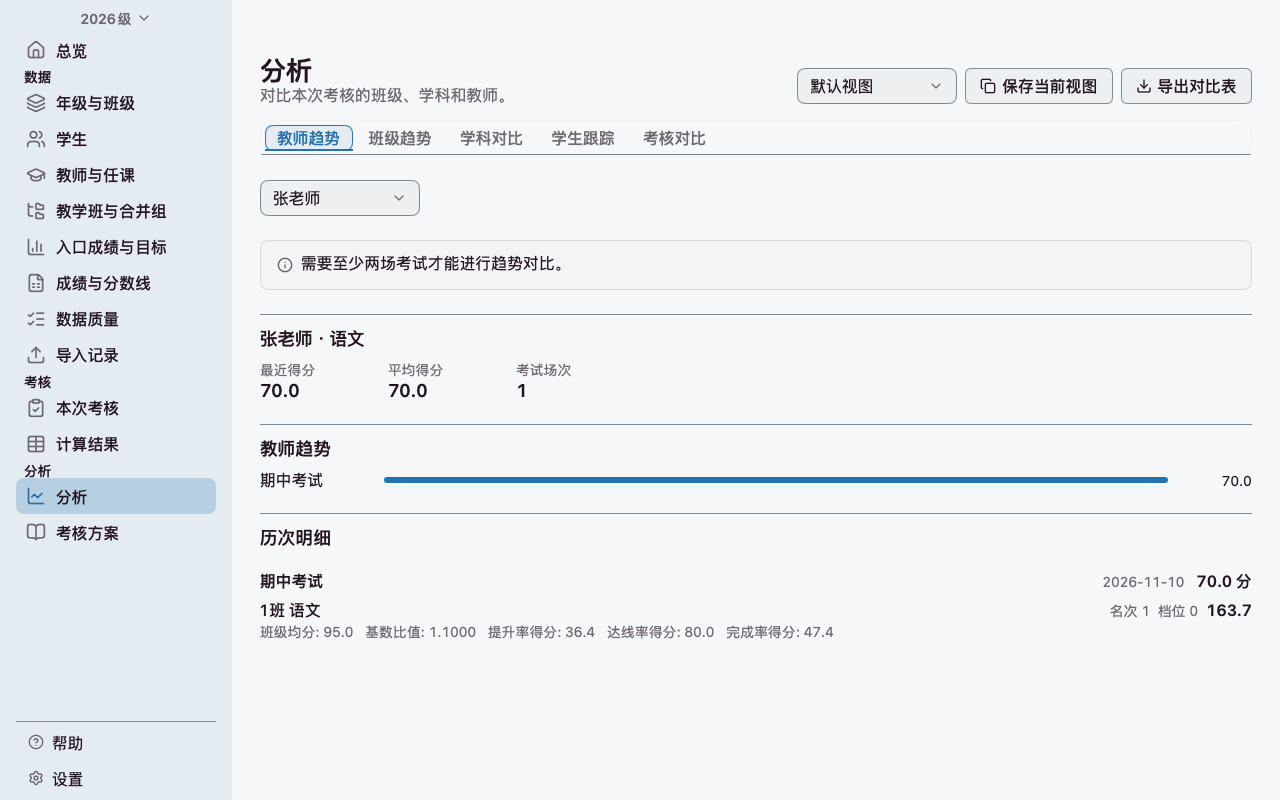 2026级
总览
数据
年级与班级
学生
教师与任课
教学班与合并组
入口成绩与目标
成绩与分数线
数据质量
导入记录
考核
本次考核
计算结果
分析
分析
考核方案
帮助
设置
分析
对比本次考核的班级、学科和教师。
默认视图
保存当前视图
导出对比表
教师趋势 班级趋势 学科对比 学生跟踪 考核对比
张老师
需要至少两场考试才能进行趋势对比。
张老师 · 语文
最近得分 平均得分 考试场次
70.0 70.0 1
教师趋势
期中考试 70.0
历次明细
期中考试 2026-11-10 70.0 分
1班 语文 名次 1 档位 0 163.7
班级均分: 95.0 基数比值: 1.1000 提升率得分: 36.4 达线率得分: 80.0 完成率得分: 47.4